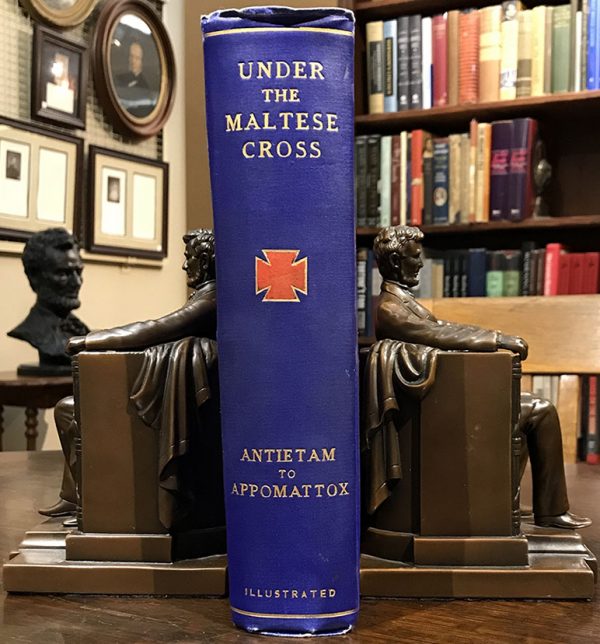 UNDER
THE
MALTESE
CROSS
ANTIETAM
TO
APPOMATTOX
ILLUSTRATED